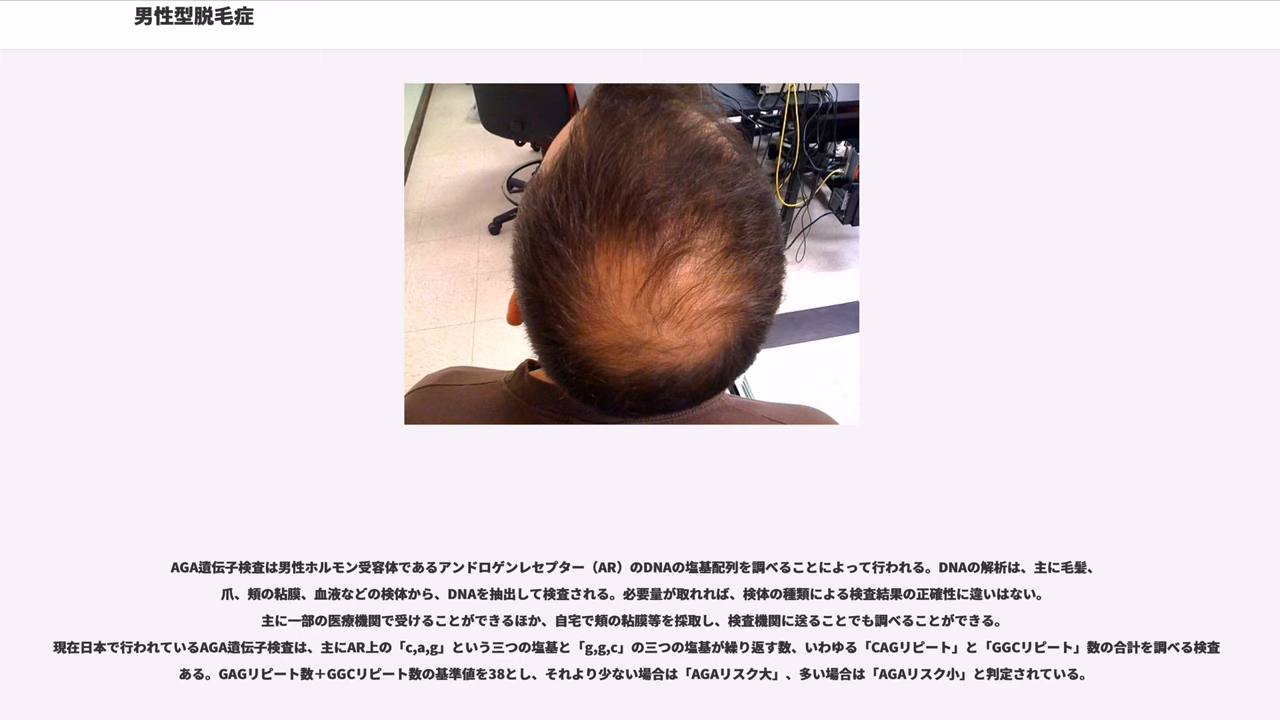 男性型脱毛症
AGA遺伝子検査は男性ホルモン受容体であるアンドロゲンレセプター（AR）のDNAの塩基配列を調べることによって行われる。DNAの解析は、主に毛髪、
爪、頬の粘膜、血液などの検体から、DNAを抽出して検査される。必要量が取れれば、検体の種類による検査結果の正確性に違いはない。
主に一部の医療機関で受けることができるほか、自宅で頬の粘膜等を採取し、検査機関に送ることでも調べることができる。
現在日本で行われているAGA遺伝子検査は、主にAR上の「c,a,g」という三つの塩基と「g,g,c」の三つの塩基が繰り返す数、いわゆる「CAGリピート」と「GGCリピート」数の合計を調べる検査
ある。GAGリピート数＋GGCリピート数の基準値を38とし、それより少ない場合は「AGAリスク大」、多い場合は「AGAリスク小」と判定されている。